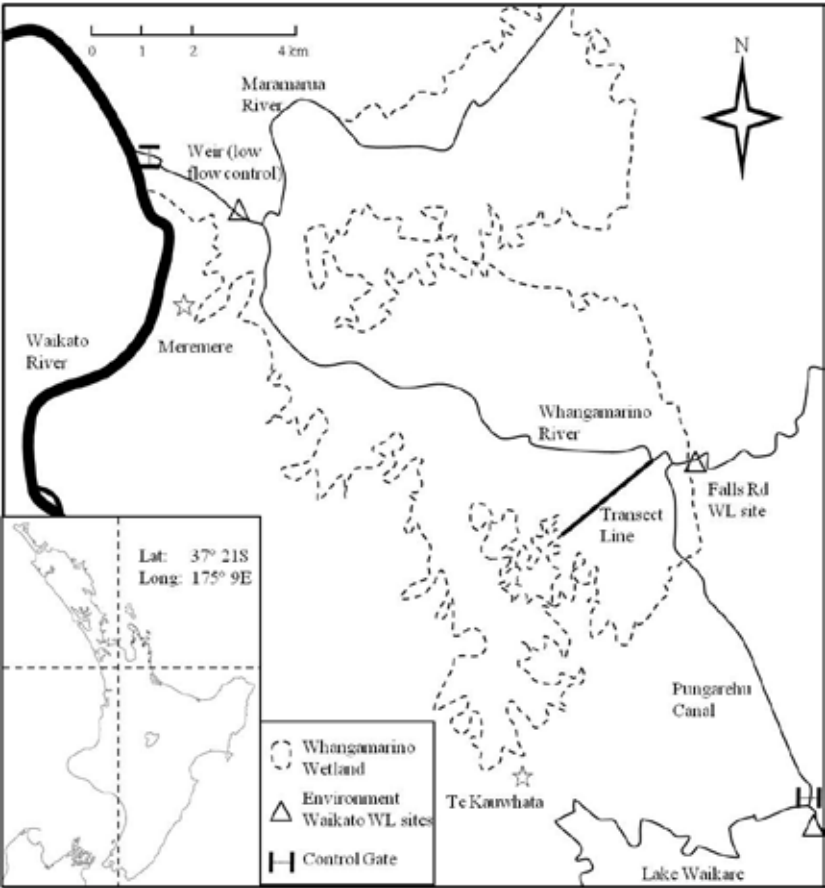 0 1 2 4 km
N
Maramarua
River
Weir (low
flow control)
Waikato
River
Meremere
Whangamarino
River
Falls Rd
WL site
Transect
Line
Lat: 37° 21S
Long: 175° 9E
Pungarehu
Canal
Whangamarino
Wetland
Environment
Waikato WL sites
Control Gate
Te Kauwhata
Lake Waikare